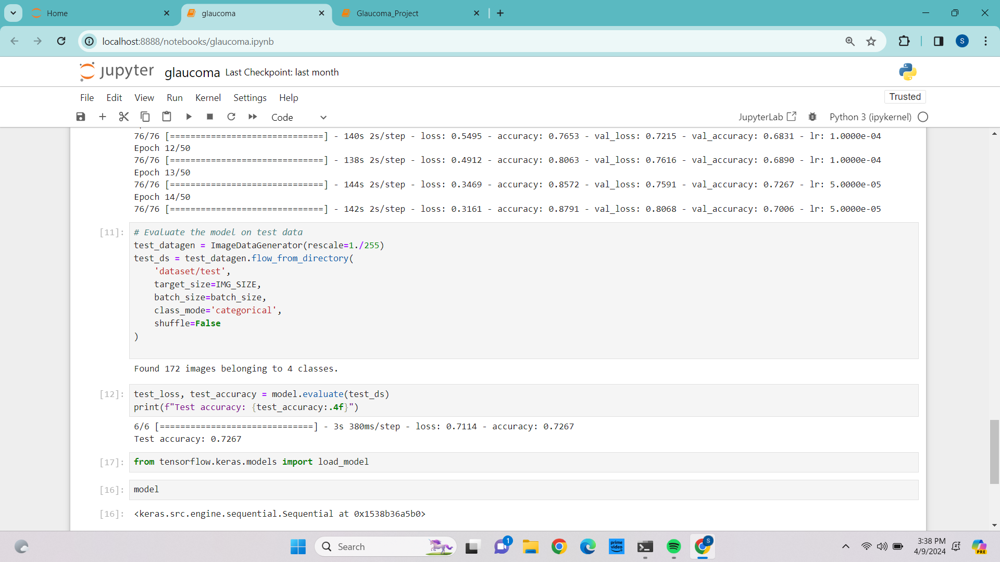 Home
glaucoma
Glaucoma_Project
localhost:8888/notebooks/glaucoma.ipynb
S
jupyter glaucoma Last Checkpoint: last month
File Edit View Run Kernel Settings Help
Trusted
Code
JupyterLab
Python 3 (ipykernel)
76/76 [==============================] - 140s 2s/step - loss: 0.5495 - accuracy: 0.7653 - val_loss: 0.7215 - val_accuracy: 0.6831 - lr: 1.0000e-04
Epoch 12/50
76/76 [==============================] - 138s 2s/step - loss: 0.4912 - accuracy: 0.8063 - val_loss: 0.7616 - val_accuracy: 0.6890 - lr: 1.0000e-04
Epoch 13/50
76/76 [==============================] - 144s 2s/step - loss: 0.3469 - accuracy: 0.8572 - val_loss: 0.7591 - val_accuracy: 0.7267 - lr: 5.0000e-05
Epoch 14/50
76/76 [==============================] - 142s 2s/step - loss: 0.3161 - accuracy: 0.8791 - val_loss: 0.8068 - val_accuracy: 0.7006 - lr: 5.0000e-05
[11]: # Evaluate the model on test data
test_datagen = ImageDataGenerator(rescale=1./255)
test_ds = test_datagen.flow_from_directory(
    'dataset/test',
    target_size=IMG_SIZE,
    batch_size=batch_size,
    class_mode='categorical',
    shuffle=False
)
Found 172 images belonging to 4 classes.
[12]: test_loss, test_accuracy = model.evaluate(test_ds)
print(f"Test accuracy: {test_accuracy:.4f}")
6/6 [==============================] - 3s 380ms/step - loss: 0.7114 - accuracy: 0.7267
Test accuracy: 0.7267
[17]: from tensorflow.keras.models import load_model
[16]: model
[16]: <keras.src.engine.sequential.Sequential at 0x1538b36a5b0>
Search
1
prime video
S
3:38 PM
4/9/2024
PRE